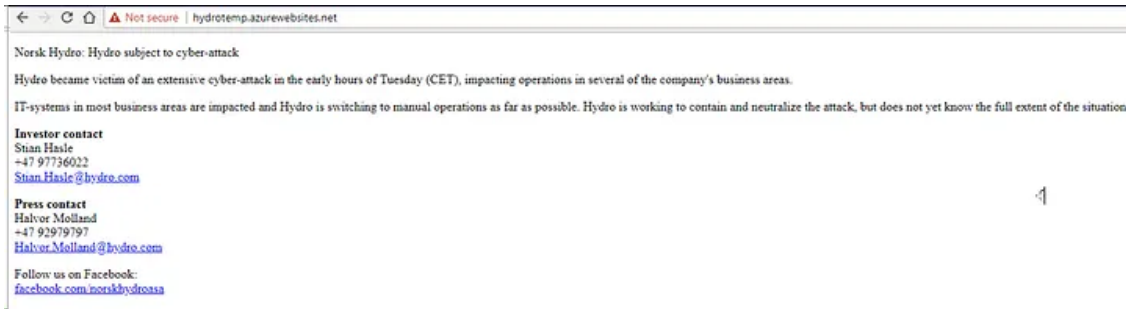 Not secure | hydrotemp.azurewebsites.net
Norsk Hydro: Hydro subject to cyber-attack
Hydro became victim of an extensive cyber-attack in the early hours of Tuesday (CET), impacting operations in several of the company's business areas.
IT-systems in most business areas are impacted and Hydro is switching to manual operations as far as possible. Hydro is working to contain and neutralize the attack, but does not yet know the full extent of the situation
Investor contact
Stian Hasle
+47 97736022
Stian.Hasle@hydro.com
Press contact
Halvor Molland
+47 92979797
Halvor.Molland@hydro.com
Follow us on Facebook:
facebook.com/norskhydroasa